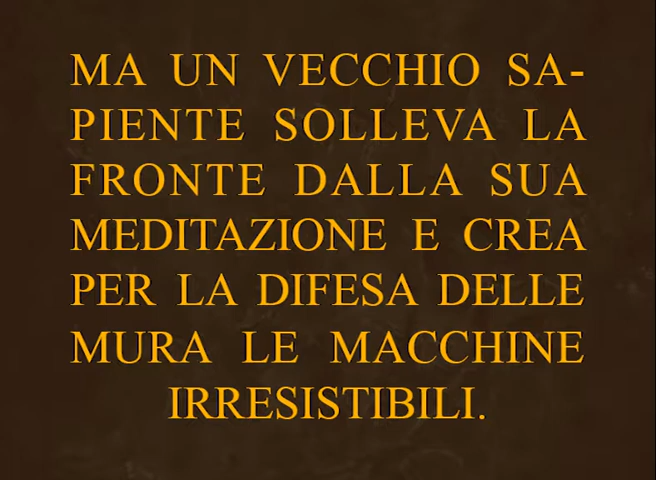 MA UN VECCHIO SA-
PIENTE SOLLEVA LA
FRONTE DALLA SUA
MEDITAZIONE E CREA
PER LA DIFESA DELLE
MURA LE MACCHINE
IRRESISTIBILI.